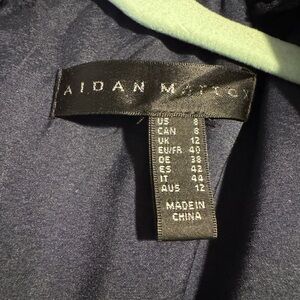 AIDAN MATTOX
US 8
CAN 8
UK 12
EU/FR 40
DE 38
ES 42
IT 44
AUS 12
MADE IN
CHINA